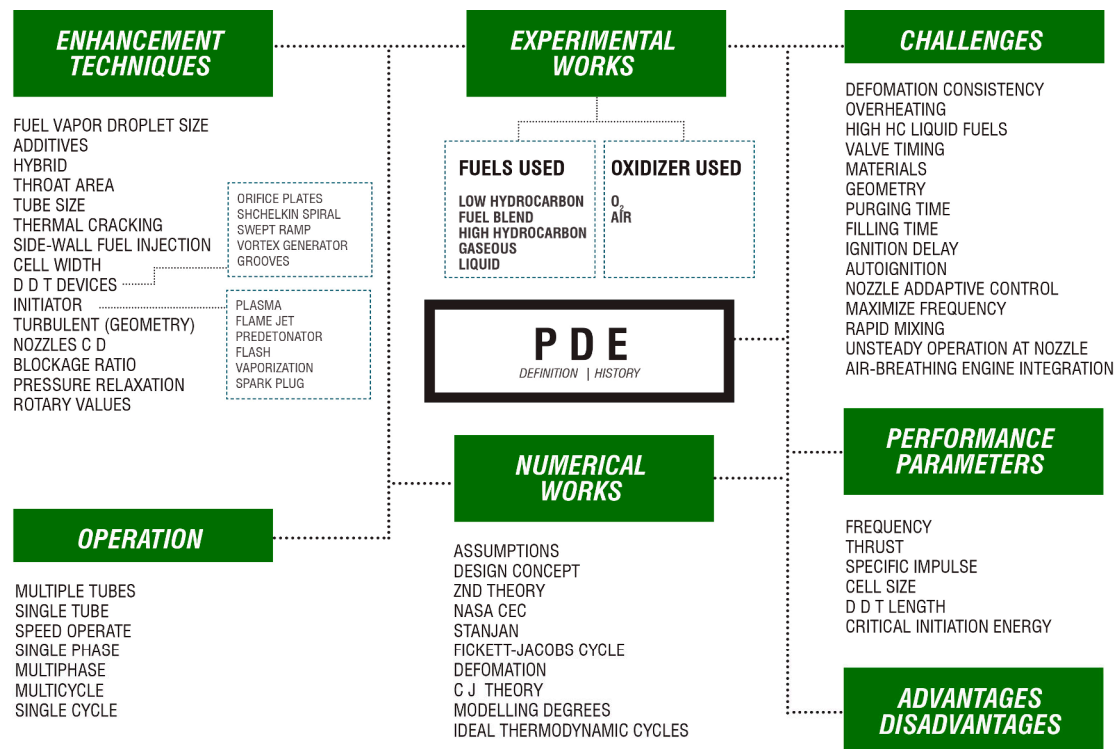 ENHANCEMENT
TECHNIQUES
FUEL VAPOR DROPLET SIZE
ADDITIVES
HYBRID
THROAT AREA
TUBE SIZE
THERMAL CRACKING
SIDE-WALL FUEL INJECTION
CELL WIDTH
D D T DEVICES
INITIATOR
TURBULENT (GEOMETRY)
NOZZLES C D
BLOCKAGE RATIO
PRESSURE RELAXATION
ROTARY VALUES
ORIFICE PLATES
SHCHELKIN SPIRAL
SWEPT RAMP
VORTEX GENERATOR
GROOVES
PLASMA
FLAME JET
PREDETONATOR
FLASH
VAPORIZATION
SPARK PLUG
OPERATION
MULTIPLE TUBES
SINGLE TUBE
SPEED OPERATE
SINGLE PHASE
MULTIPHASE
MULTICYCLE
SINGLE CYCLE
EXPERIMENTAL
WORKS
FUELS USED
LOW HYDROCARBON
FUEL BLEND
HIGH HYDROCARBON
GASEOUS
LIQUID
OXIDIZER USED
O₂
AIR
P D E
DEFINITION | HISTORY
NUMERICAL
WORKS
ASSUMPTIONS
DESIGN CONCEPT
ZND THEORY
NASA CEC
STANJAN
FICKETT-JACOBS CYCLE
DEFOMATION
C J THEORY
MODELLING DEGREES
IDEAL THERMODYNAMIC CYCLES
CHALLENGES
DEFOMATION CONSISTENCY
OVERHEATING
HIGH HC LIQUID FUELS
VALVE TIMING
MATERIALS
GEOMETRY
PURGING TIME
FILLING TIME
IGNITION DELAY
AUTOIGNITION
NOZZLE ADDAPTIVE CONTROL
MAXIMIZE FREQUENCY
RAPID MIXING
UNSTEADY OPERATION AT NOZZLE
AIR-BREATHING ENGINE INTEGRATION
PERFORMANCE
PARAMETERS
FREQUENCY
THRUST
SPECIFIC IMPULSE
CELL SIZE
D D T LENGTH
CRITICAL INITIATION ENERGY
ADVANTAGES
DISADVANTAGES